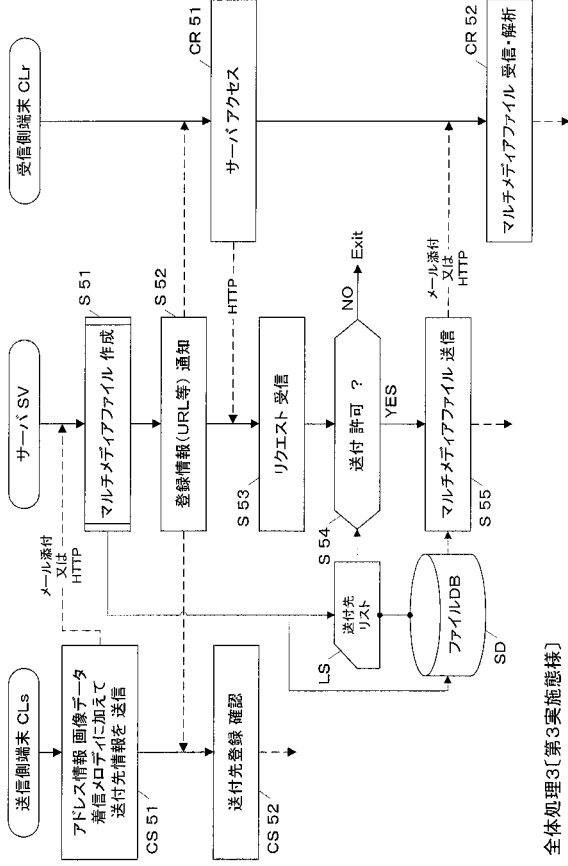 送信側端末 CLs
サーバ SV
受信側端末 CLr
アドレス情報 画像データ
着信メロディに加えて
送付先情報を 送信
CS 51
メール添付
又は
HTTP
マルチメディアファイル 作成
S 51
登録情報(URL等) 通知
S 52
送付先登録 確認
CS 52
サーバ アクセス
CR 51
HTTP
リクエスト 受信
S 53
送付先
リスト
LS
送付 許可 ?
S 54
NO
Exit
YES
ファイルDB
SD
マルチメディアファイル 送信
S 55
メール添付
又は
HTTP
マルチメディアファイル 受信・解析
CR 52
全体処理3〔第3実施態様〕